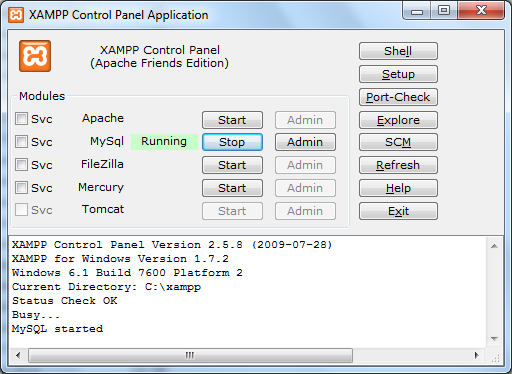 XAMPP Control Panel Application
XAMPP Control Panel
(Apache Friends Edition)
Shell
Setup
Port-Check
Explore
SCM
Refresh
Help
Exit
Modules
Svc Apache Start Admin
Svc MySql Running Stop Admin
Svc FileZilla Start Admin
Svc Mercury Start Admin
Svc Tomcat Start Admin
XAMPP Control Panel Version 2.5.8 (2009-07-28)
XAMPP for Windows Version 1.7.2
Windows 6.1 Build 7600 Platform 2
Current Directory: C:\xampp
Status Check OK
Busy...
MySQL started